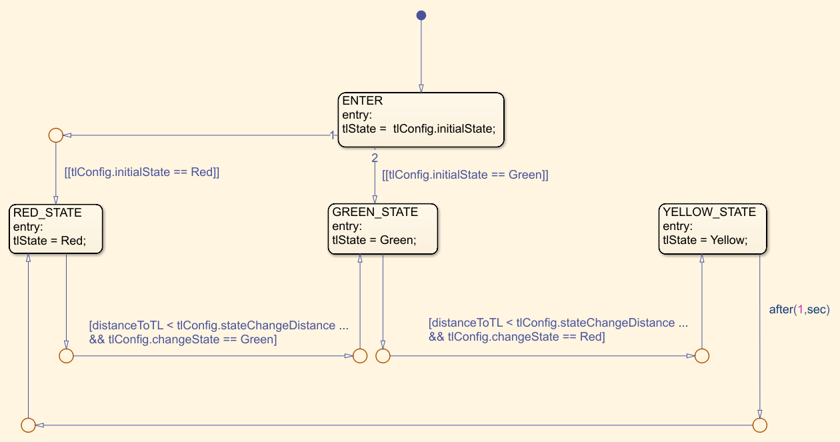 ENTER
entry:
tlState =  tlConfig.initialState;
1
2
[[tlConfig.initialState == Red]]
[[tlConfig.initialState == Green]]
RED_STATE
entry:
tlState = Red;
GREEN_STATE
entry:
tlState = Green;
YELLOW_STATE
entry:
tlState = Yellow;
[distanceToTL < tlConfig.stateChangeDistance ...
&& tlConfig.changeState == Green]
[distanceToTL < tlConfig.stateChangeDistance ...
&& tlConfig.changeState == Red]
after(1,sec)